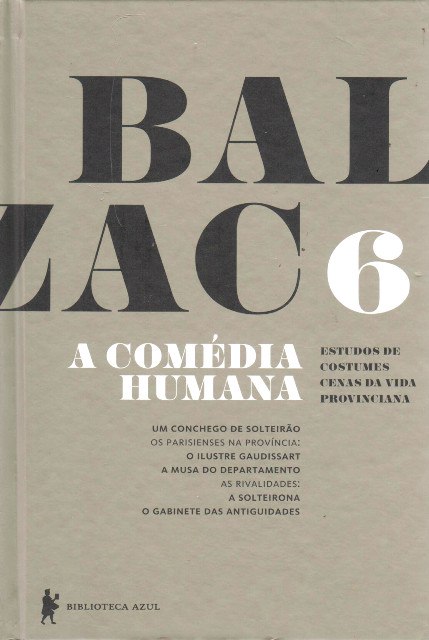 BAL
ZAC 6
A COMÉDIA
HUMANA
ESTUDOS DE
COSTUMES
CENAS DA VIDA
PROVINCIANA
UM CONCHEGO DE SOLTEIRÃO
OS PARISIENSES NA PROVÍNCIA:
O ILUSTRE GAUDISSART
A MUSA DO DEPARTAMENTO
AS RIVALIDADES:
A SOLTEIRONA
O GABINETE DAS ANTIGUIDADES
BIBLIOTECA AZUL